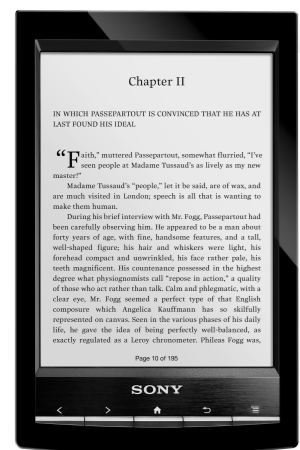 Chapter II
IN WHICH PASSEPARTOUT IS CONVINCED THAT HE HAS AT
LAST FOUND HIS IDEAL
“Faith,” muttered Passepartout, somewhat flurried, “I’ve
seen people at Madame Tussaud’s as lively as my new
master!”
Madame Tussaud’s “people,” let it be said, are of wax, and
are much visited in London; speech is all that is wanting to
make them human.
During his brief interview with Mr. Fogg, Passepartout had
been carefully observing him. He appeared to be a man about
forty years of age, with fine, handsome features, and a tall,
well-shaped figure; his hair and whiskers were light, his
forehead compact and unwrinkled, his face rather pale, his
teeth magnificent. His countenance possessed in the highest
degree what physiognomists call “repose in action,” a quality
of those who act rather than talk. Calm and phlegmatic, with a
clear eye, Mr. Fogg seemed a perfect type of that English
composure which Angelica Kauffmann has so skilfully
represented on canvas. Seen in the various phases of his daily
life, he gave the idea of being perfectly well-balanced, as
exactly regulated as a Leroy chronometer. Phileas Fogg was,
Page 10 of 195
SONY